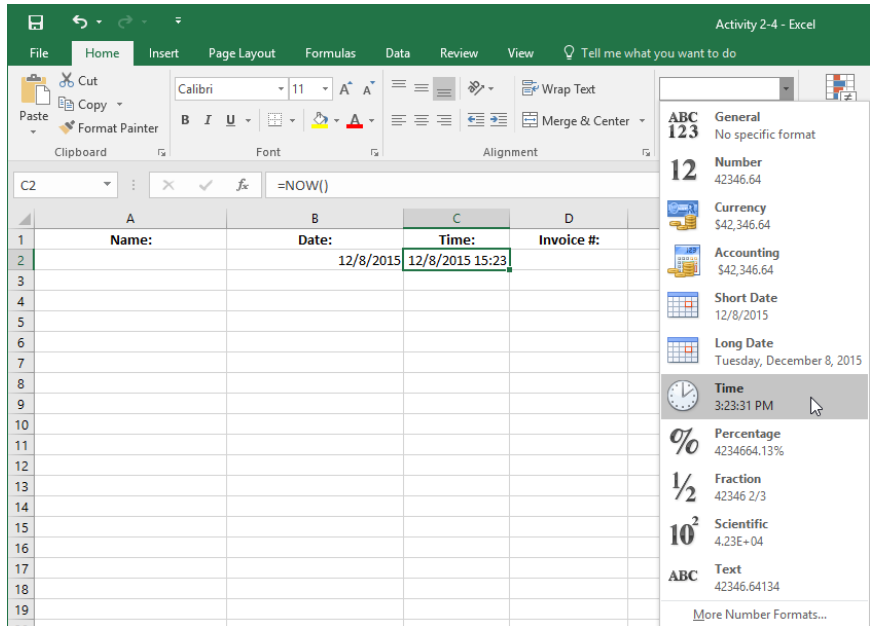 Activity 2-4 - Excel
File Home Insert Page Layout Formulas Data Review View Tell me what you want to do
Cut
Copy
Format Painter
Paste
Clipboard
Calibri 11 A A
B I U A
Font
Wrap Text
Merge & Center
Alignment
C2 fx =NOW()
A B C D
1 Name: Date: Time: Invoice #:
2 12/8/2015 12/8/2015 15:23
3
4
5
6
7
8
9
10
11
12
13
14
15
16
17
18
19
ABC 123 General
No specific format
12 Number
42346.64
Currency
$42,346.64
Accounting
$42,346.64
Short Date
12/8/2015
Long Date
Tuesday, December 8, 2015
Time
3:23:31 PM
% Percentage
4234664.13%
1/2 Fraction
42346 2/3
10² Scientific
4.23E+04
ABC Text
42346.64134
More Number Formats...